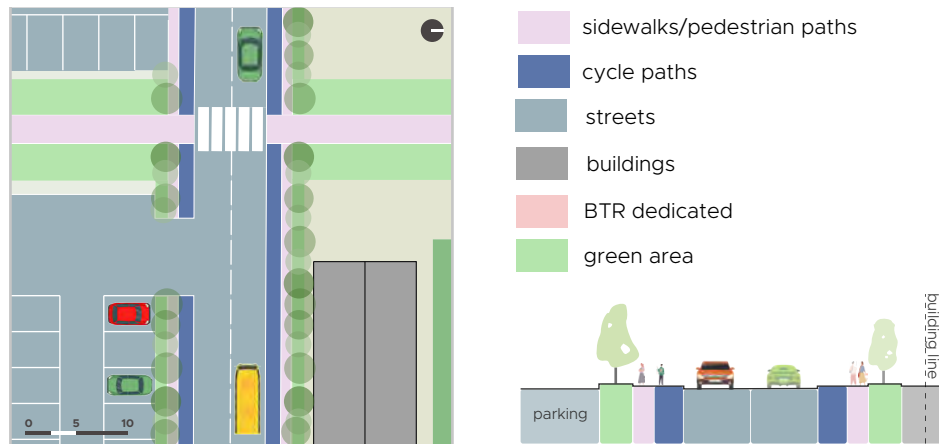 sidewalks/pedestrian paths
cycle paths
streets
buildings
BTR dedicated
green area
0 5 10
parking
building line